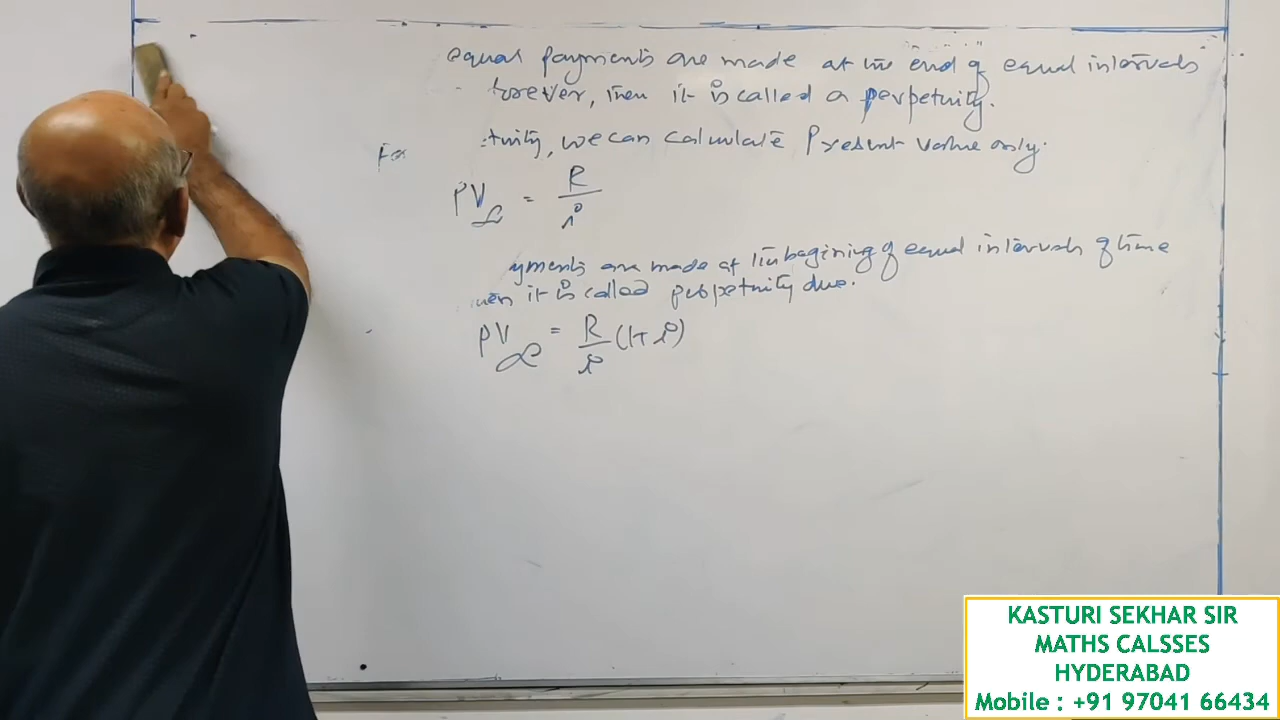 equal payments are made at the end of equal intervals
forever, then it is called a perpetuity.
For tuity, we can calculate Present value only.
PV∞ = R/i
yments are made at the begining of equal intervals of time
it is called perpetuity due.
PV∞ = R/i (1+i)
KASTURI SEKHAR SIR
MATHS CALSSES
HYDERABAD
Mobile : +91 97041 66434